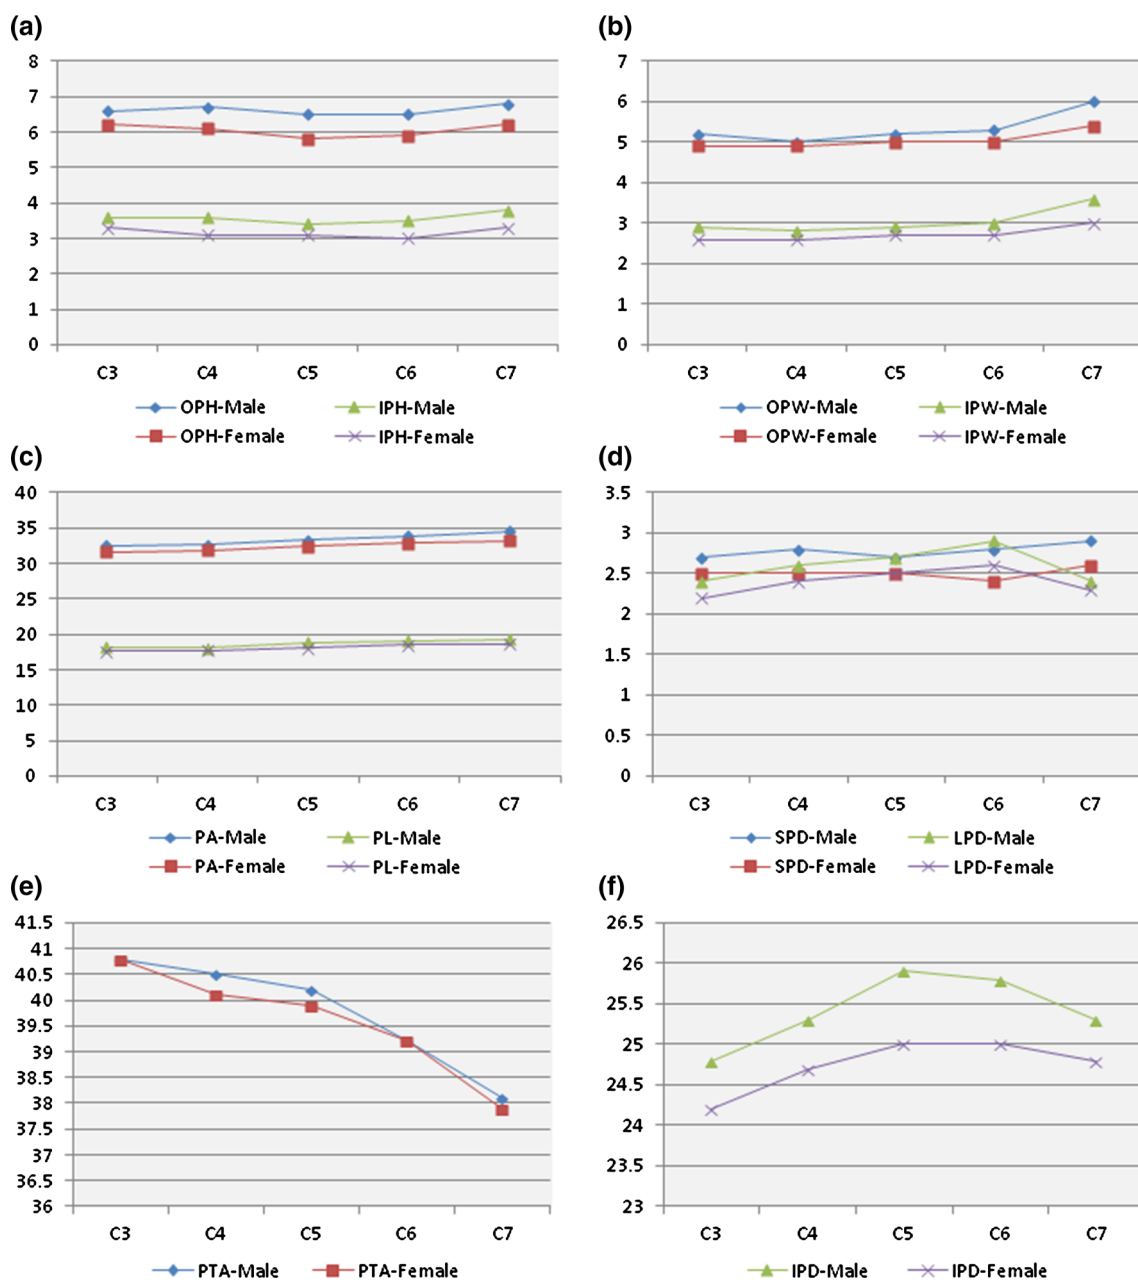 (a)
8
7
6
5
4
3
2
1
0
C3 C4 C5 C6 C7
OPH-Male IPH-Male
OPH-Female IPH-Female
(b)
7
6
5
4
3
2
1
0
C3 C4 C5 C6 C7
OPW-Male IPW-Male
OPW-Female IPW-Female
(c)
40
35
30
25
20
15
10
5
0
C3 C4 C5 C6 C7
PA-Male PL-Male
PA-Female PL-Female
(d)
3.5
3
2.5
2
1.5
1
0.5
0
C3 C4 C5 C6 C7
SPD-Male LPD-Male
SPD-Female LPD-Female
(e)
41.5
41
40.5
40
39.5
39
38.5
38
37.5
37
36.5
36
C3 C4 C5 C6 C7
PTA-Male PTA-Female
(f)
26.5
26
25.5
25
24.5
24
23.5
23
C3 C4 C5 C6 C7
IPD-Male IPD-Female